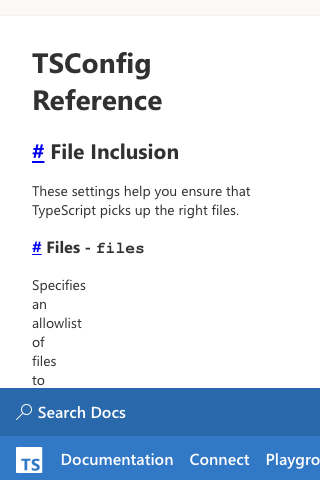 TSConfig
Reference
# File Inclusion
These settings help you ensure that
TypeScript picks up the right files.
# Files - files
Specifies
an
allowlist
of
files
to
Search Docs
TS Documentation Connect Playgro